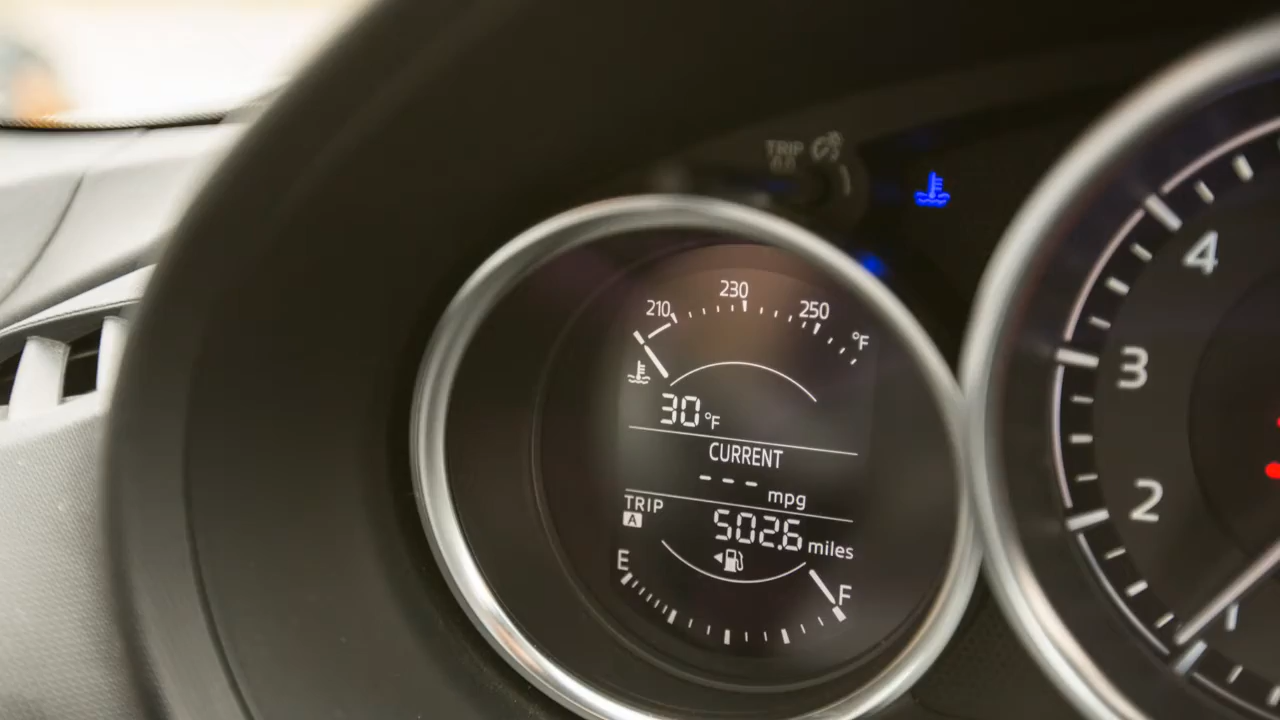 TRIP
4
210 230 250 °F
3
30 °F
CURRENT
--- mpg
2
TRIP
A
502.6 miles
E F